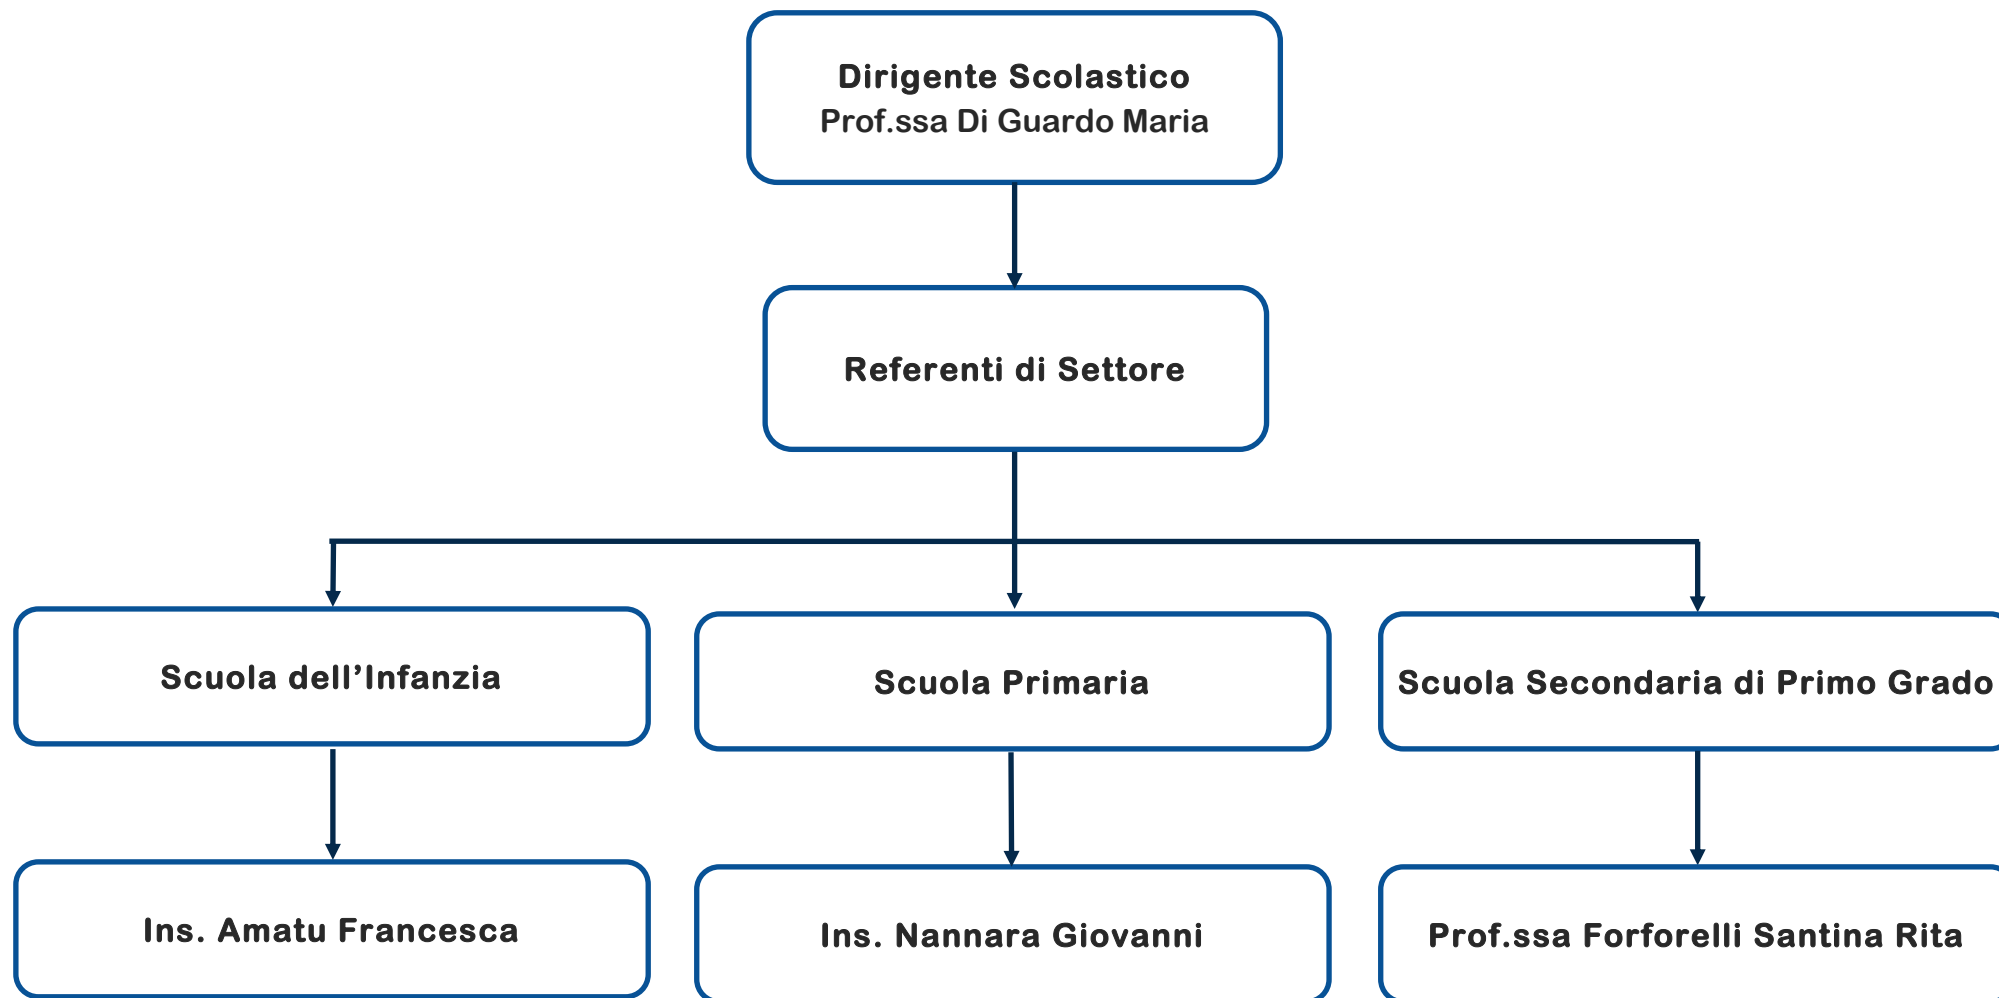 Dirigente Scolastico
Prof.ssa Di Guardo Maria
Referenti di Settore
Scuola dell’Infanzia
Scuola Primaria
Scuola Secondaria di Primo Grado
Ins. Amatu Francesca
Ins. Nannara Giovanni
Prof.ssa Forforelli Santina Rita